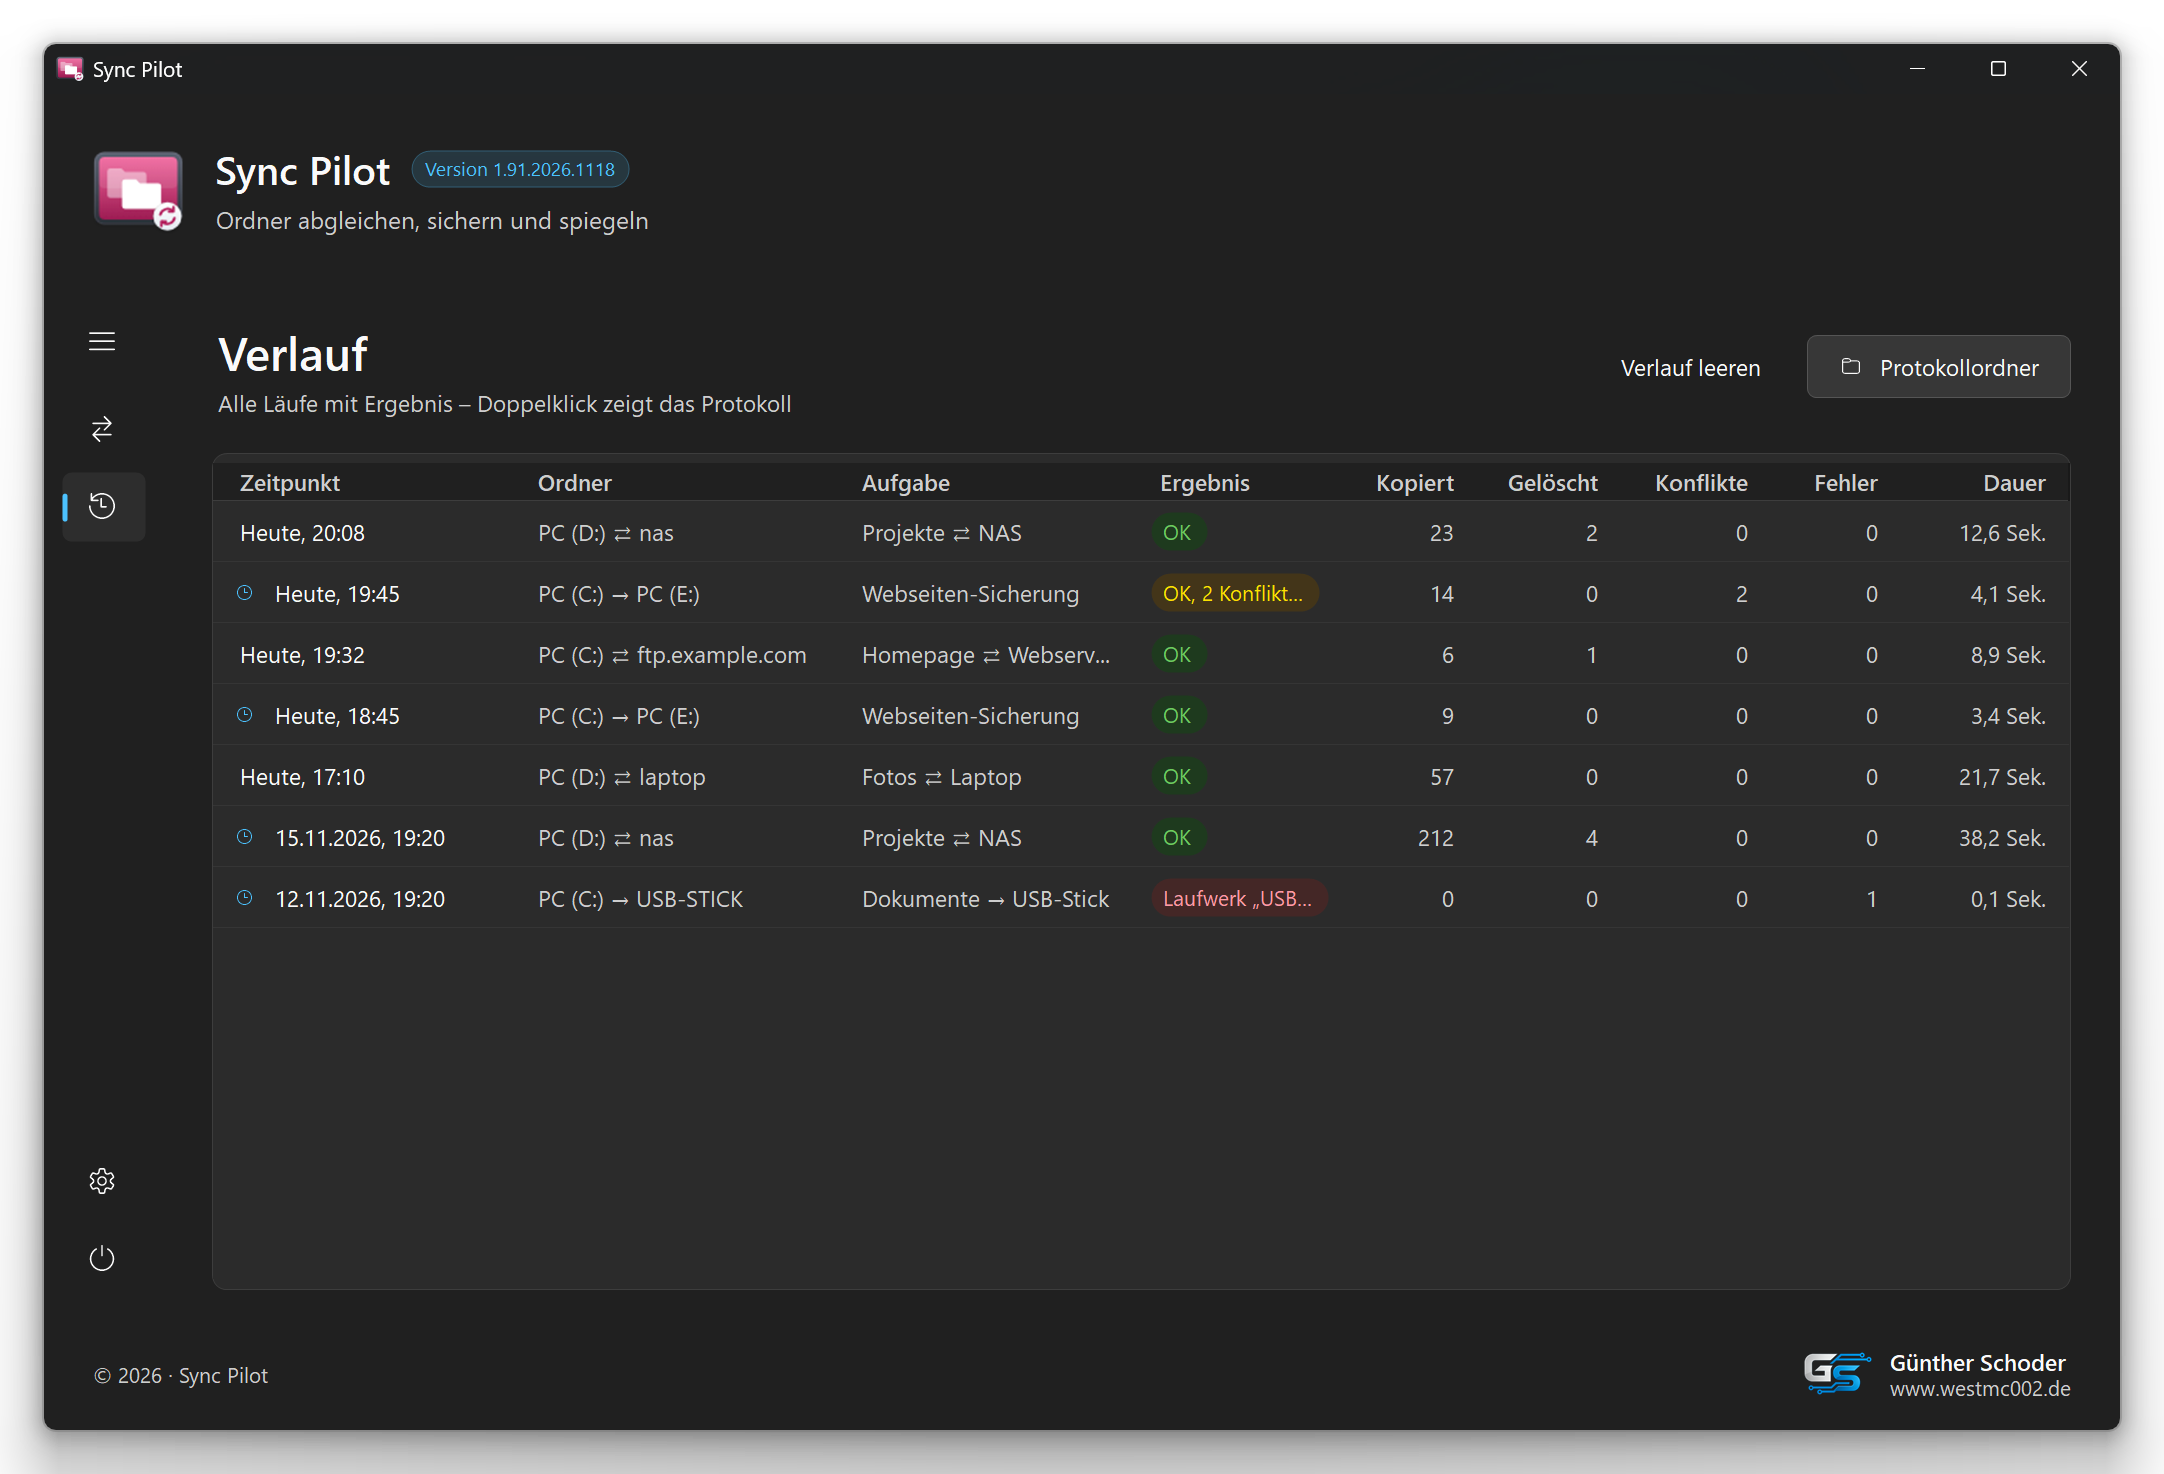 Sync Pilot
Sync Pilot Version 1.91.2026.1118
Ordner abgleichen, sichern und spiegeln
Verlauf
Alle Läufe mit Ergebnis – Doppelklick zeigt das Protokoll
Verlauf leeren Protokollordner
Zeitpunkt Ordner Aufgabe Ergebnis Kopiert Gelöscht Konflikte Fehler Dauer
Heute, 20:08 PC (D:) ⇄ nas Projekte ⇄ NAS OK 23 2 0 0 12,6 Sek.
Heute, 19:45 PC (C:) → PC (E:) Webseiten-Sicherung OK, 2 Konflikt... 14 0 2 0 4,1 Sek.
Heute, 19:32 PC (C:) ⇄ ftp.example.com Homepage ⇄ Webserv... OK 6 1 0 0 8,9 Sek.
Heute, 18:45 PC (C:) → PC (E:) Webseiten-Sicherung OK 9 0 0 0 3,4 Sek.
Heute, 17:10 PC (D:) ⇄ laptop Fotos ⇄ Laptop OK 57 0 0 0 21,7 Sek.
15.11.2026, 19:20 PC (D:) ⇄ nas Projekte ⇄ NAS OK 212 4 0 0 38,2 Sek.
12.11.2026, 19:20 PC (C:) → USB-STICK Dokumente → USB-Stick Laufwerk „USB... 0 0 0 1 0,1 Sek.
© 2026 · Sync Pilot
GS Günther Schoder
www.westmc002.de